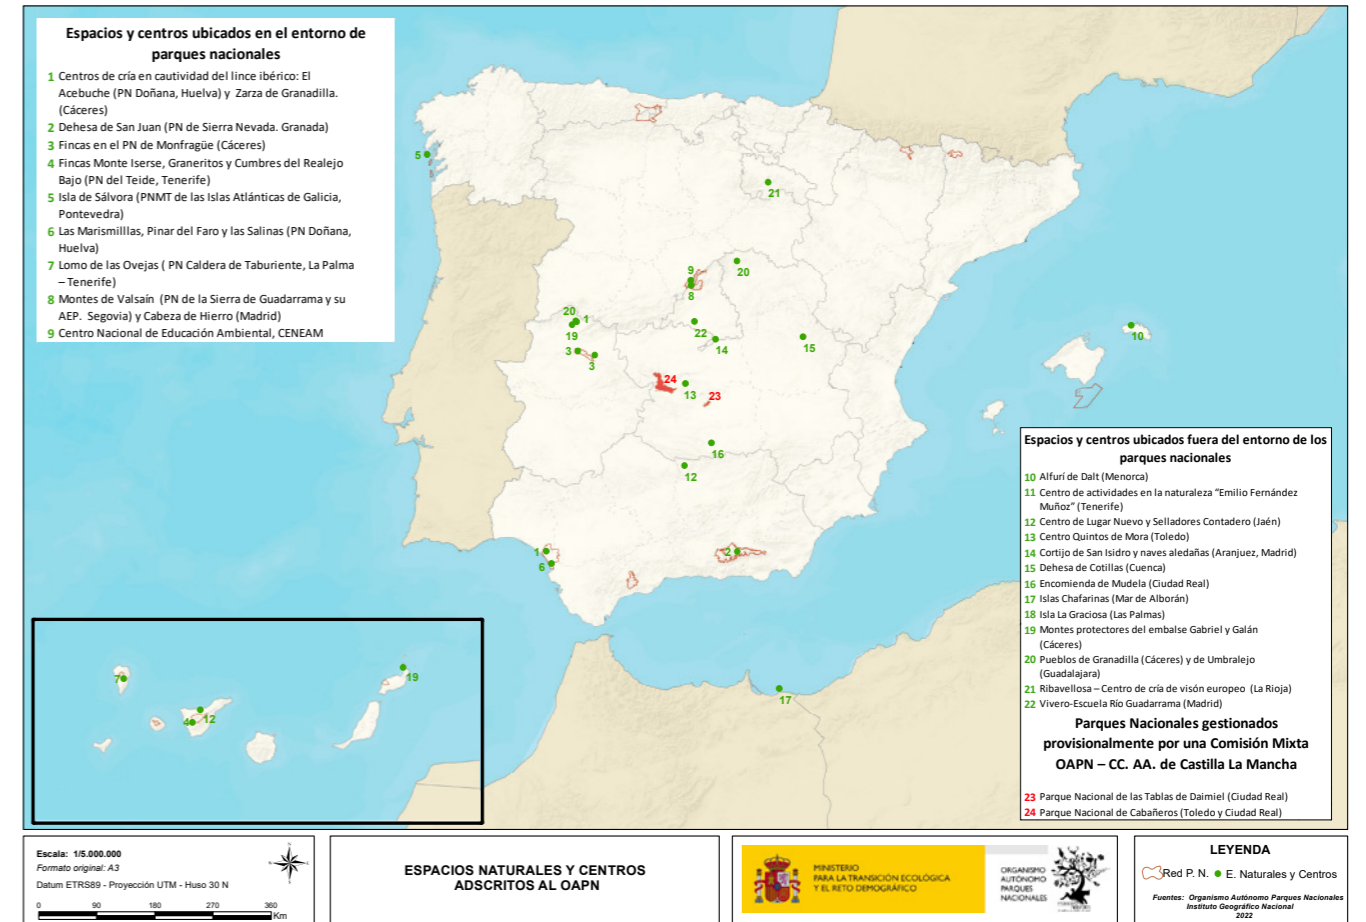 Espacios y centros ubicados en el entorno de
parques nacionales
1 Centros de cría en cautividad del lince ibérico: El
Acebuche (PN Doñana, Huelva) y Zarza de Granadilla.
(Cáceres)
2 Dehesa de San Juan (PN de Sierra Nevada. Granada)
3 Fincas en el PN de Monfragüe (Cáceres)
4 Fincas Monte Iserse, Graneritos y Cumbres del Realejo
Bajo (PN del Teide, Tenerife)
5 Isla de Sálvora (PNMT de las Islas Atlánticas de Galicia,
Pontevedra)
6 Las Marismilllas, Pinar del Faro y las Salinas (PN Doñana,
Huelva)
7 Lomo de las Ovejas ( PN Caldera de Taburiente, La Palma
– Tenerife)
8 Montes de Valsaín (PN de la Sierra de Guadarrama y su
AEP. Segovia) y Cabeza de Hierro (Madrid)
9 Centro Nacional de Educación Ambiental, CENEAM
5
21
9
20
8
20
1
19
22
14
15
10
3
3
24
13
23
16
12
1
6
2
17
7
19
4
12
Espacios y centros ubicados fuera del entorno de los
parques nacionales
10 Alfurí de Dalt (Menorca)
11 Centro de actividades en la naturaleza “Emilio Fernández
Muñoz” (Tenerife)
12 Centro de Lugar Nuevo y Selladores Contadero (Jaén)
13 Centro Quintos de Mora (Toledo)
14 Cortijo de San Isidro y naves aledañas (Aranjuez, Madrid)
15 Dehesa de Cotillas (Cuenca)
16 Encomienda de Mudela (Ciudad Real)
17 Islas Chafarinas (Mar de Alborán)
18 Isla La Graciosa (Las Palmas)
19 Montes protectores del embalse Gabriel y Galán
(Cáceres)
20 Pueblos de Granadilla (Cáceres) y de Umbralejo
(Guadalajara)
21 Ribavellosa – Centro de cría de visón europeo (La Rioja)
22 Vivero-Escuela Río Guadarrama (Madrid)
Parques Nacionales gestionados
provisionalmente por una Comisión Mixta
OAPN – CC. AA. de Castilla La Mancha
23 Parque Nacional de las Tablas de Daimiel (Ciudad Real)
24 Parque Nacional de Cabañeros (Toledo y Ciudad Real)
Escala: 1/5.000.000
Formato original: A3
Datum ETRS89 - Proyección UTM - Huso 30 N
0 90 180 270 360
Km
ESPACIOS NATURALES Y CENTROS
ADSCRITOS AL OAPN
MINISTERIO
PARA LA TRANSICIÓN ECOLÓGICA
Y EL RETO DEMOGRÁFICO
ORGANISMO
AUTÓNOMO
PARQUES
NACIONALES
LEYENDA
Red P. N. E. Naturales y Centros
Fuentes: Organismo Autónomo Parques Nacionales
Instituto Geográfico Nacional
2022